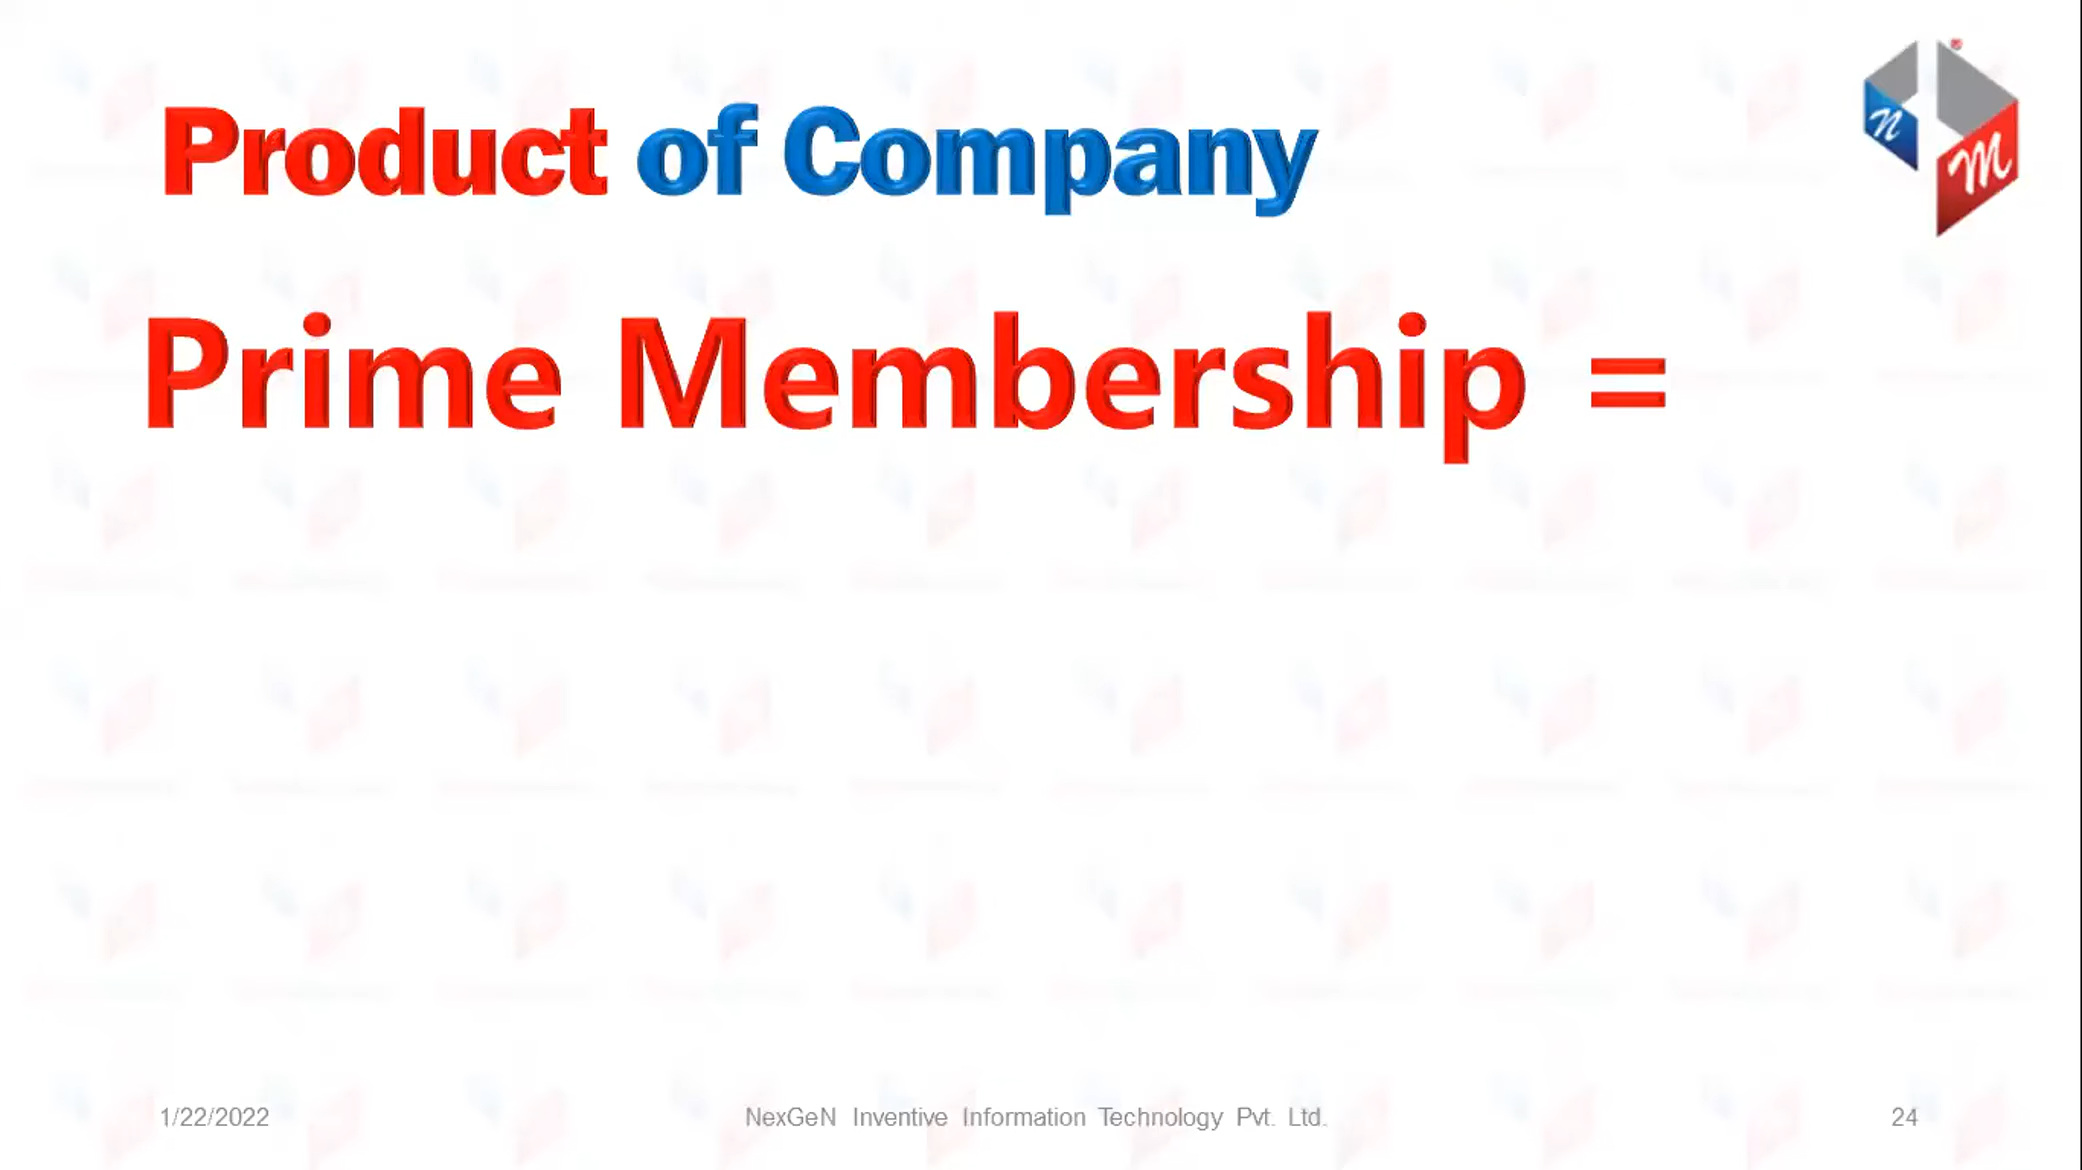 Product of Company
n
M
Prime Membership =
1/22/2022
NexGeN Inventive Information Technology Pvt. Ltd.
24